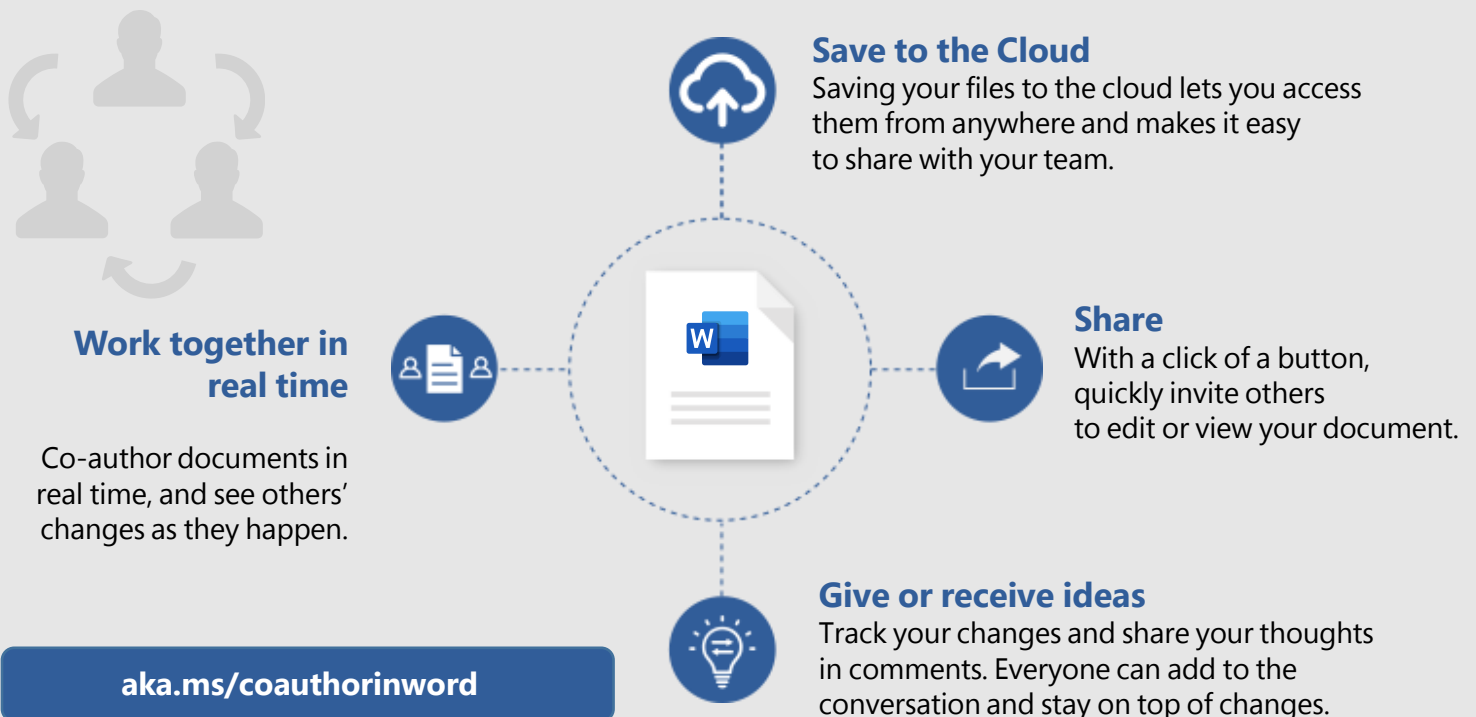 Save to the Cloud
Saving your files to the cloud lets you access
them from anywhere and makes it easy
to share with your team.
W
Share
With a click of a button,
quickly invite others
to edit or view your document.
Work together in
real time
Co-author documents in
real time, and see others’
changes as they happen.
Give or receive ideas
Track your changes and share your thoughts
in comments. Everyone can add to the
conversation and stay on top of changes.
aka.ms/coauthorinword